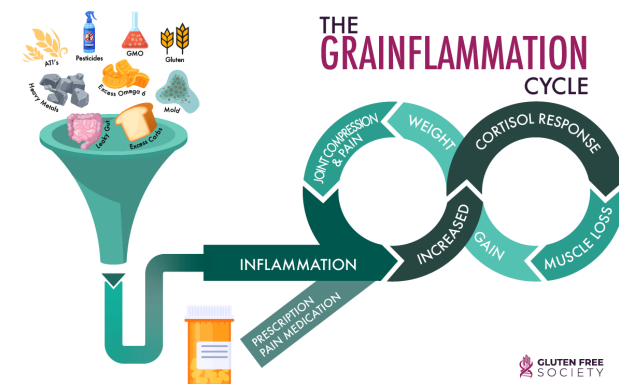 THE
GRAINFLAMMATION
CYCLE
ATI's
Pesticides
GMO
Gluten
Heavy Metals
Excess Omega 6
Mold
Leaky Gut
Excess Carbs
INFLAMMATION
PRESCRIPTION
PAIN MEDICATION
INCREASED
CORTISOL RESPONSE
MUSCLE LOSS
WEIGHT
GAIN
JOINT COMPRESSION
& PAIN
GLUTEN FREE
SOCIETY